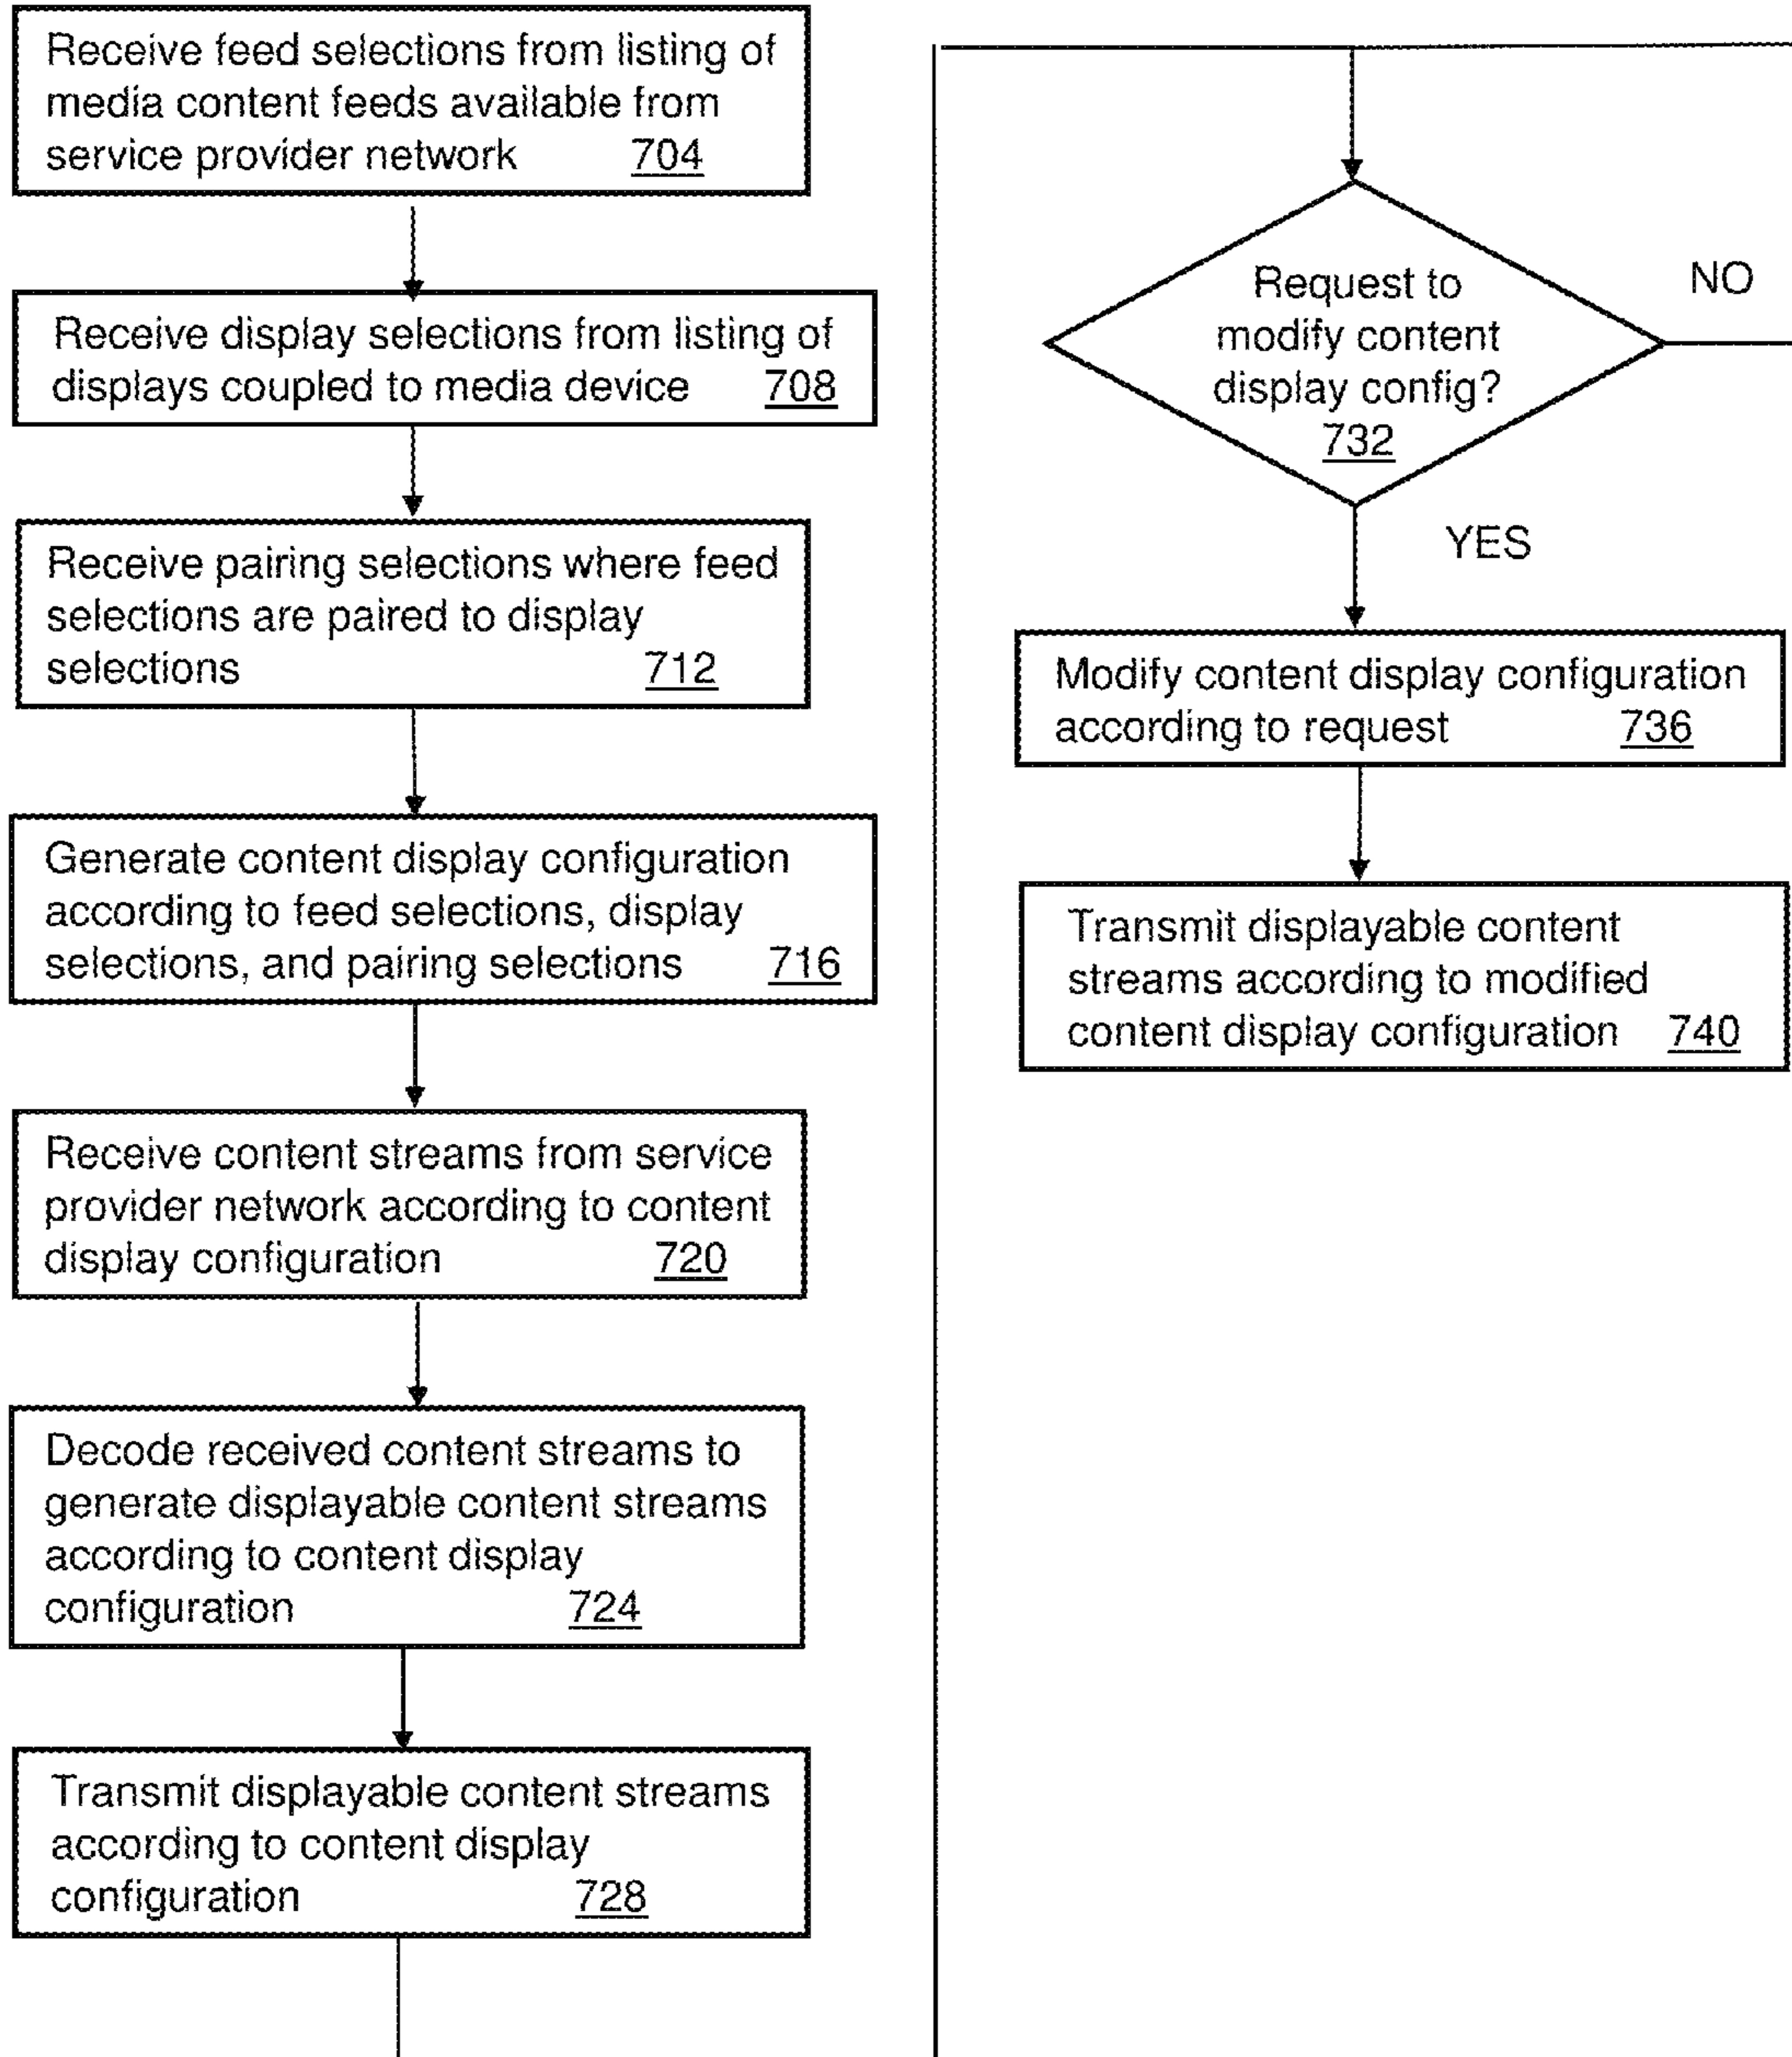 Receive feed selections from listing of
media content feeds available from
service provider network 704
Receive display selections from listing of
displays coupled to media device 708
Receive pairing selections where feed
selections are paired to display
selections 712
Generate content display configuration
according to feed selections, display
selections, and pairing selections 716
Receive content streams from service
provider network according to content
display configuration 720
Decode received content streams to
generate displayable content streams
according to content display
configuration 724
Transmit displayable content streams
according to content display
configuration 728
Request to
modify content
display config?
732
NO
YES
Modify content display configuration
according to request 736
Transmit displayable content
streams according to modified
content display configuration 740